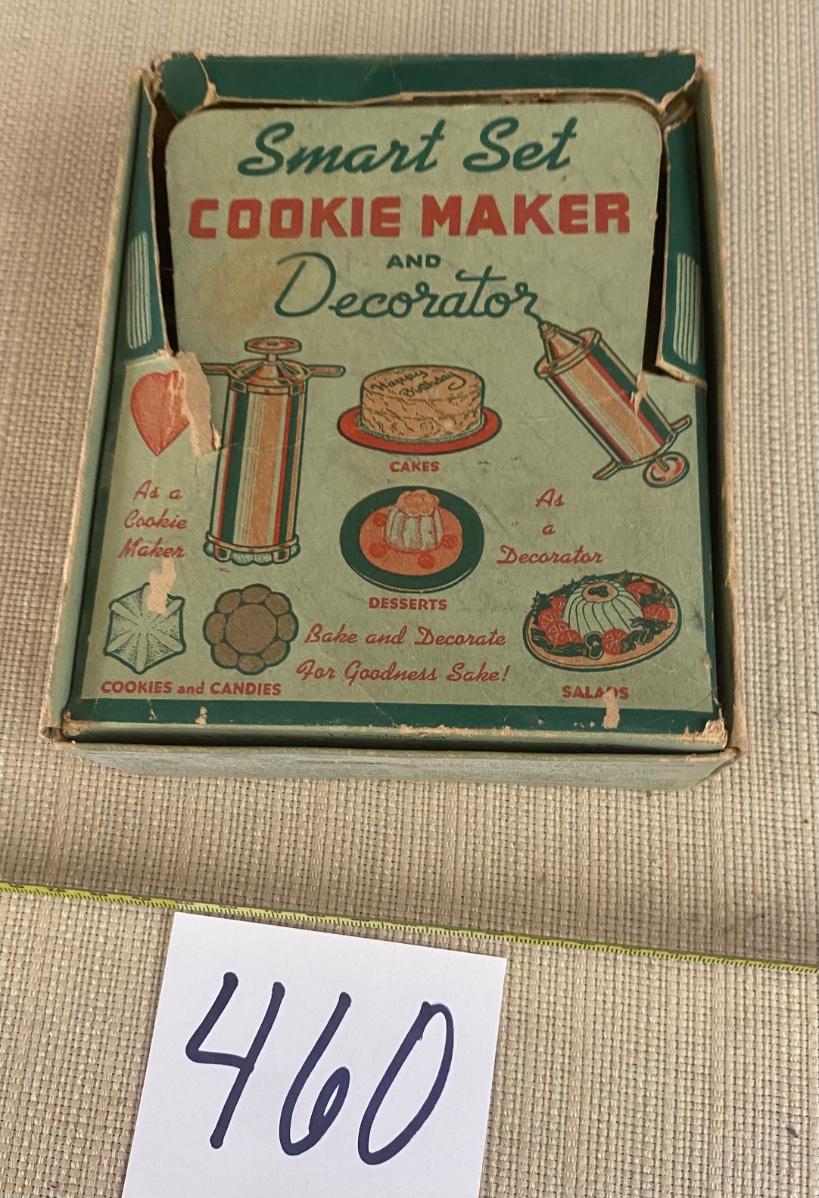 Smart Set
COOKIE MAKER
AND
Decorator
Happy
Birthday
CAKES
As a
Cookie
Maker
As
a
Decorator
DESSERTS
Bake and Decorate
For Goodness Sake!
COOKIES and CANDIES
SALADS
460